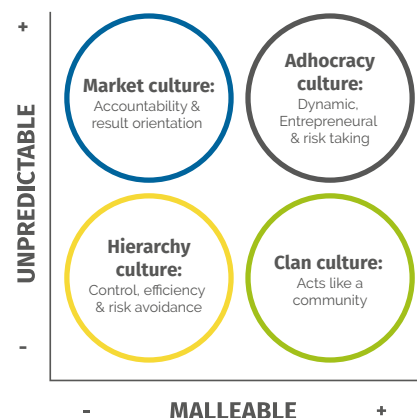 +
Market culture:
Accountability &
result orientation
Adhocracy
culture:
Dynamic,
Entrepreneural
& risk taking
UNPREDICTABLE
Hierarchy
culture:
Control, efficiency
& risk avoidance
Clan culture:
Acts like a
community
-
- MALLEABLE +